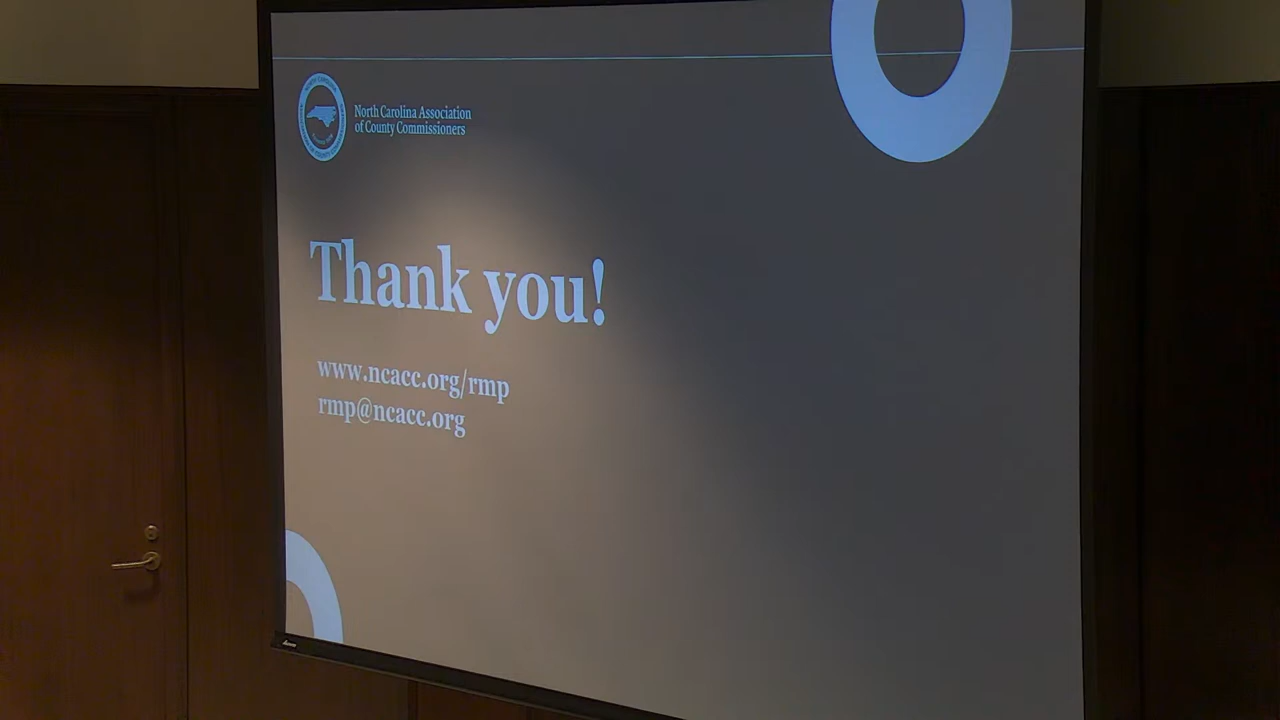 North Carolina Association
of County Commissioners
Thank you!
www.ncacc.org/rmp
rmp@ncacc.org